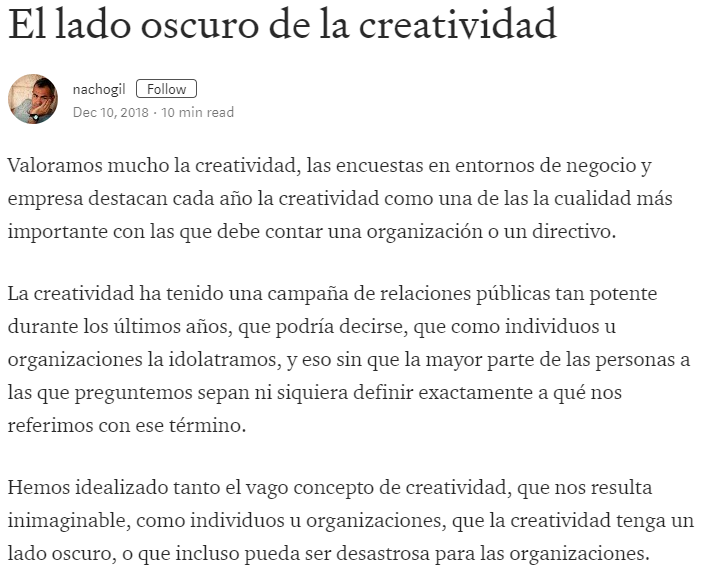 El lado oscuro de la creatividad
nachogil Follow
Dec 10, 2018 · 10 min read
Valoramos mucho la creatividad, las encuestas en entornos de negocio y
empresa destacan cada año la creatividad como una de las la cualidad más
importante con las que debe contar una organización o un directivo.
La creatividad ha tenido una campaña de relaciones públicas tan potente
durante los últimos años, que podría decirse, que como individuos u
organizaciones la idolatramos, y eso sin que la mayor parte de las personas a
las que preguntemos sepan ni siquiera definir exactamente a qué nos
referimos con ese término.
Hemos idealizado tanto el vago concepto de creatividad, que nos resulta
inimaginable, como individuos u organizaciones, que la creatividad tenga un
lado oscuro, o que incluso pueda ser desastrosa para las organizaciones.